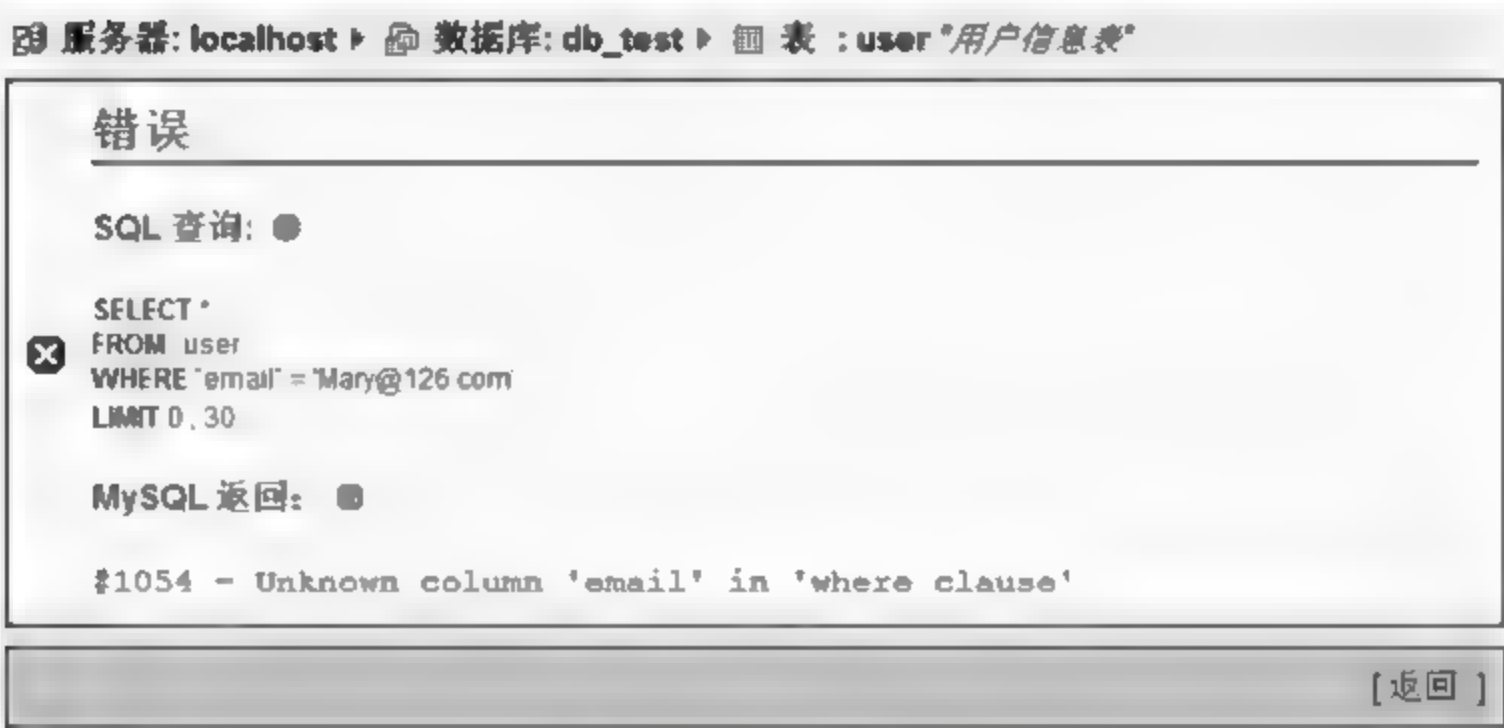 服务器: localhost ▸ 数据库: db_test ▸ 表 : user "用户信息表"
错误
SQL 查询:
SELECT *
FROM user
WHERE `email` = 'Mary@126.com'
LIMIT 0 , 30
MySQL 返回:
#1054 - Unknown column 'email' in 'where clause'
[ 返回 ]